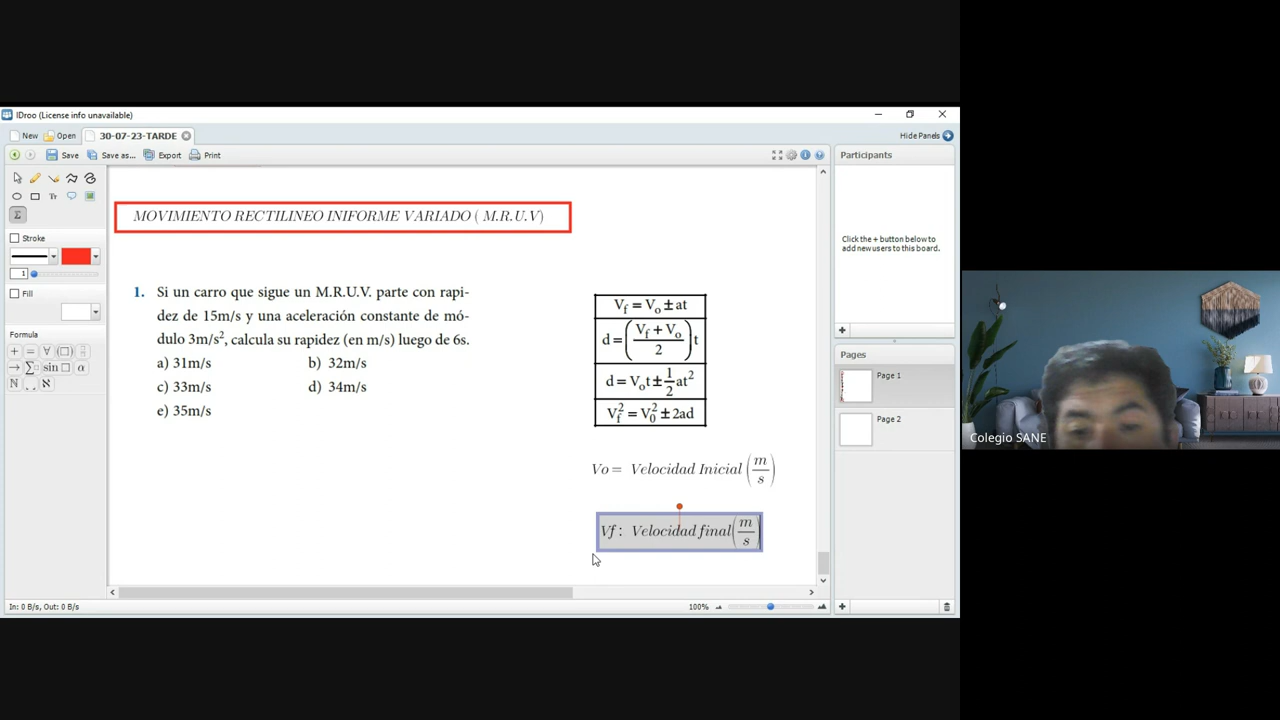 IDroo (License info unavailable)
New Open 30-07-23-TARDE Hide Panels
Save Save as... Export Print
Participants
Click the + button below to
add new users to this board.
Pages
Page 1
Page 2
Stroke
1
Fill
Formula
MOVIMIENTO RECTILINEO INIFORME VARIADO ( M.R.U.V)
1. Si un carro que sigue un M.R.U.V. parte con rapi-
dez de 15m/s y una aceleración constante de mó-
dulo 3m/s², calcula su rapidez (en m/s) luego de 6s.
a) 31m/s b) 32m/s
c) 33m/s d) 34m/s
e) 35m/s
V_f = V_o ± at
d = ((V_f + V_o)/2) t
d = V_o t ± 1/2 at²
V_f² = V_0² ± 2ad
Vo = Velocidad Inicial (m/s)
Vf : Velocidad final (m/s)
In: 0 B/s, Out: 0 B/s
100%
Colegio SANE